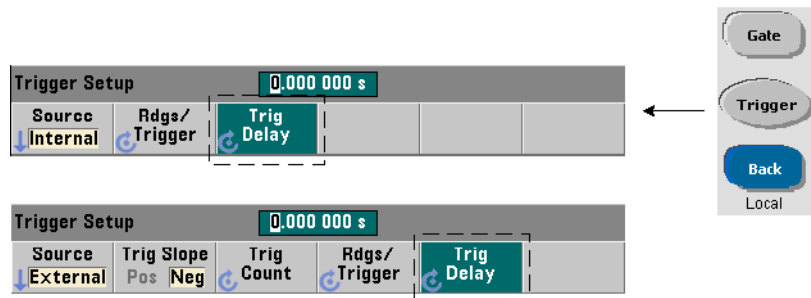 Gate
Trigger Setup 0.000 000 s
Source Rdgs/ Trig
Internal Trigger Delay
Trigger
Back
Local
Trigger Setup 0.000 000 s
Source Trig Slope Trig Rdgs/ Trig
External Pos Neg Count Trigger Delay